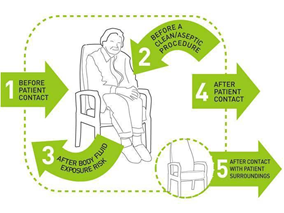 1 BEFORE
PATIENT
CONTACT
2 BEFORE A
CLEAN/ASEPTIC
PROCEDURE
3 AFTER BODY FLUID
EXPOSURE RISK
4 AFTER
PATIENT
CONTACT
5 AFTER CONTACT
WITH PATIENT
SURROUNDINGS